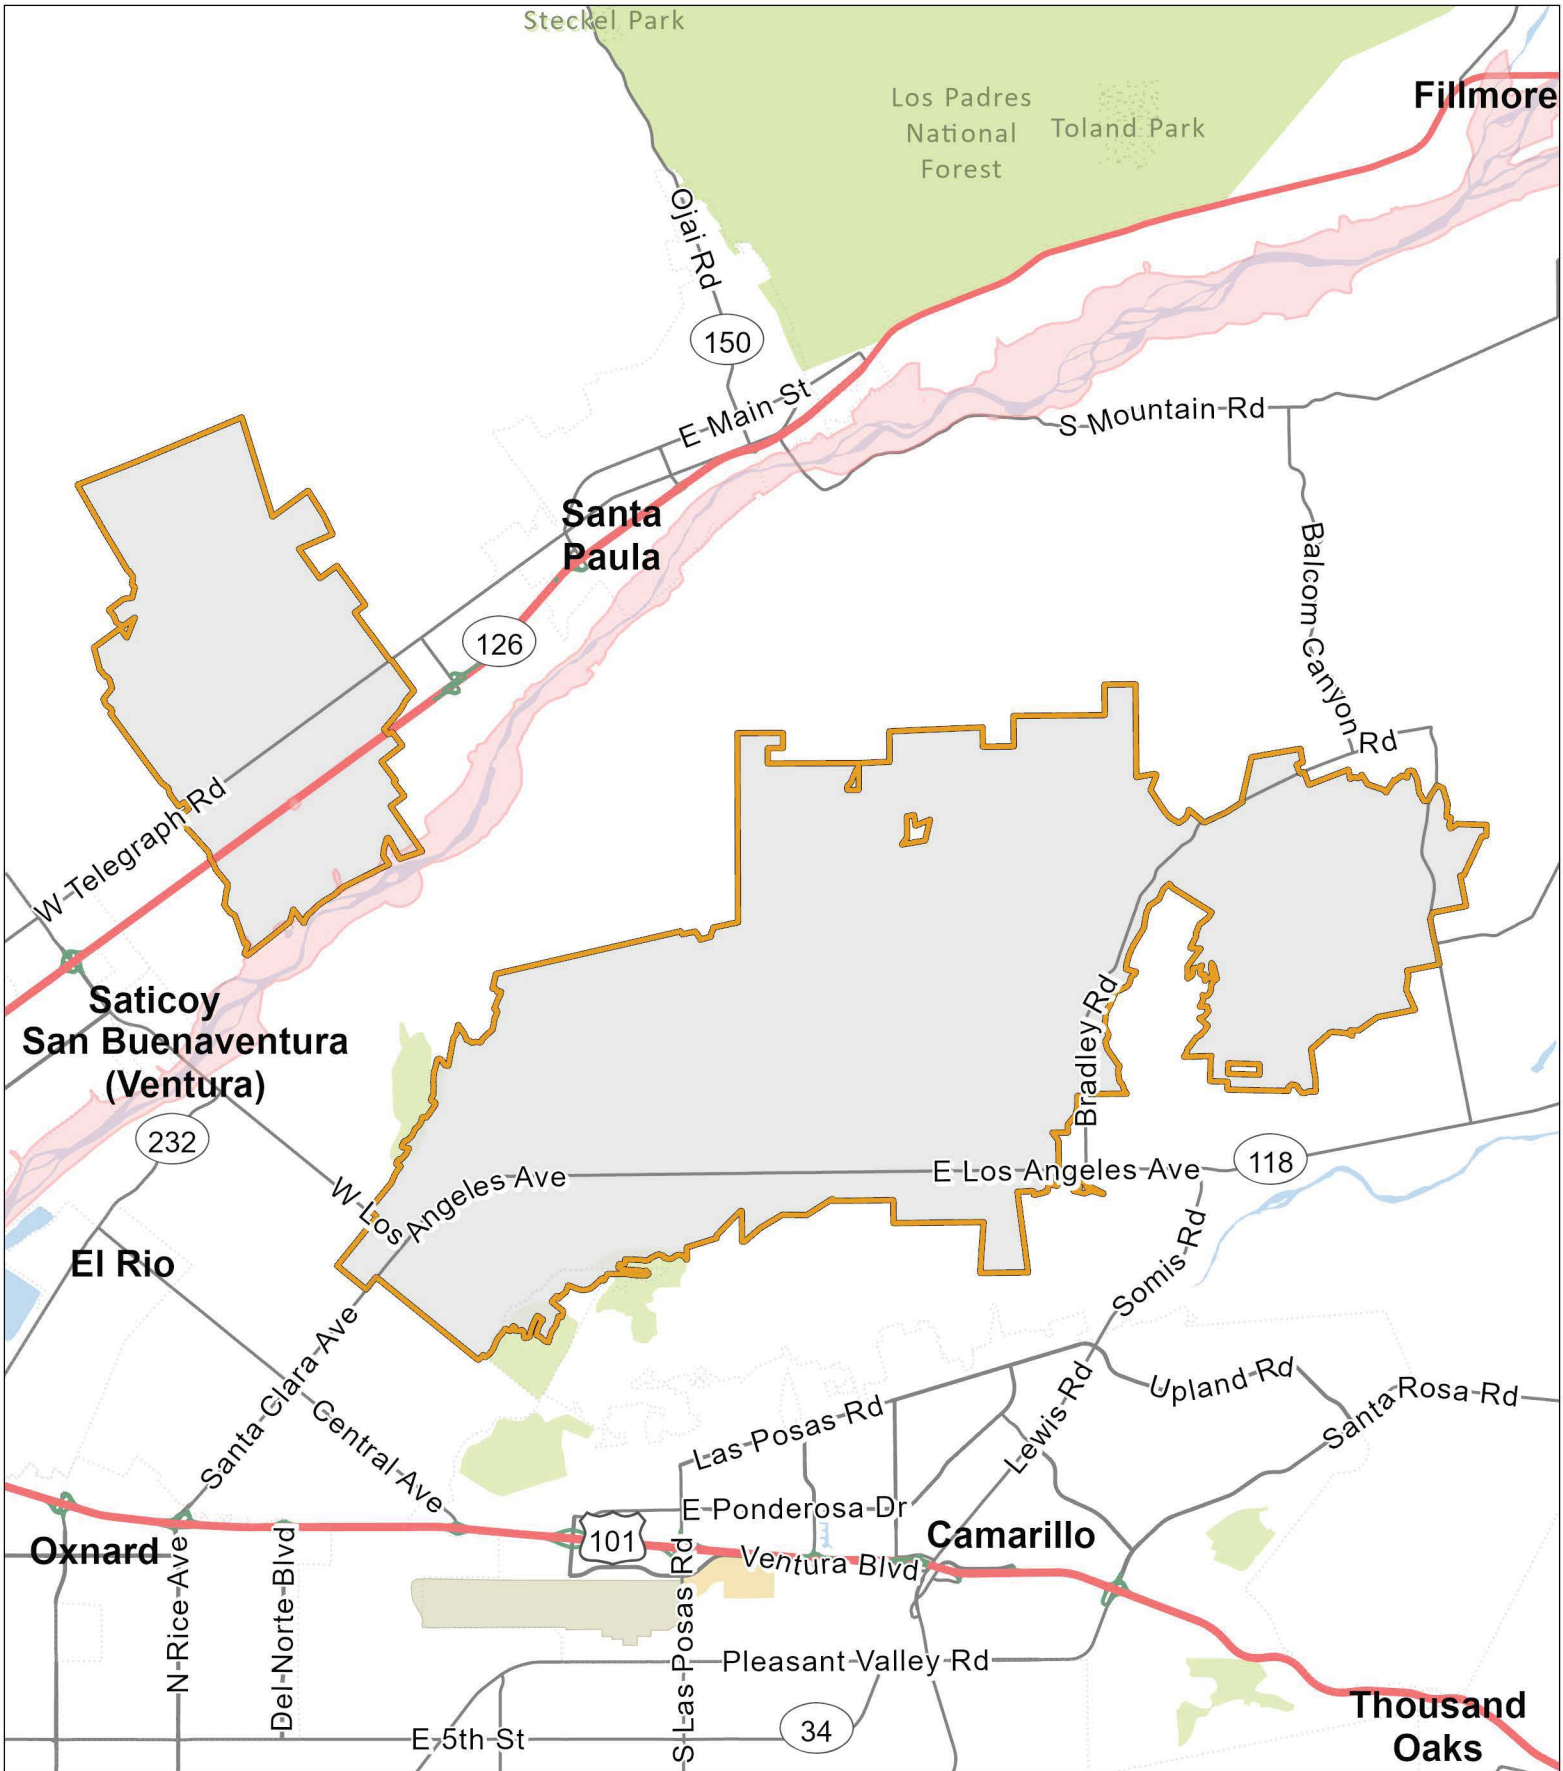 Steckel Park
Los Padres
National
Forest
Toland Park
Fillmore
Ojai Rd
150
E Main St
S Mountain Rd
Santa
Paula
Balcom Canyon Rd
126
W Telegraph Rd
Saticoy
San Buenaventura
(Ventura)
Bradley Rd
232
W Los Angeles Ave
E Los Angeles Ave
118
El Rio
Somis Rd
Santa Clara Ave
Central Ave
Las Posas Rd
Lewis Rd
Upland Rd
Santa Rosa Rd
E Ponderosa Dr
Oxnard
101
Camarillo
Ventura Blvd
N Rice Ave
Del Norte Blvd
S Las Posas Rd
Pleasant Valley Rd
E 5th St
34
Thousand
Oaks